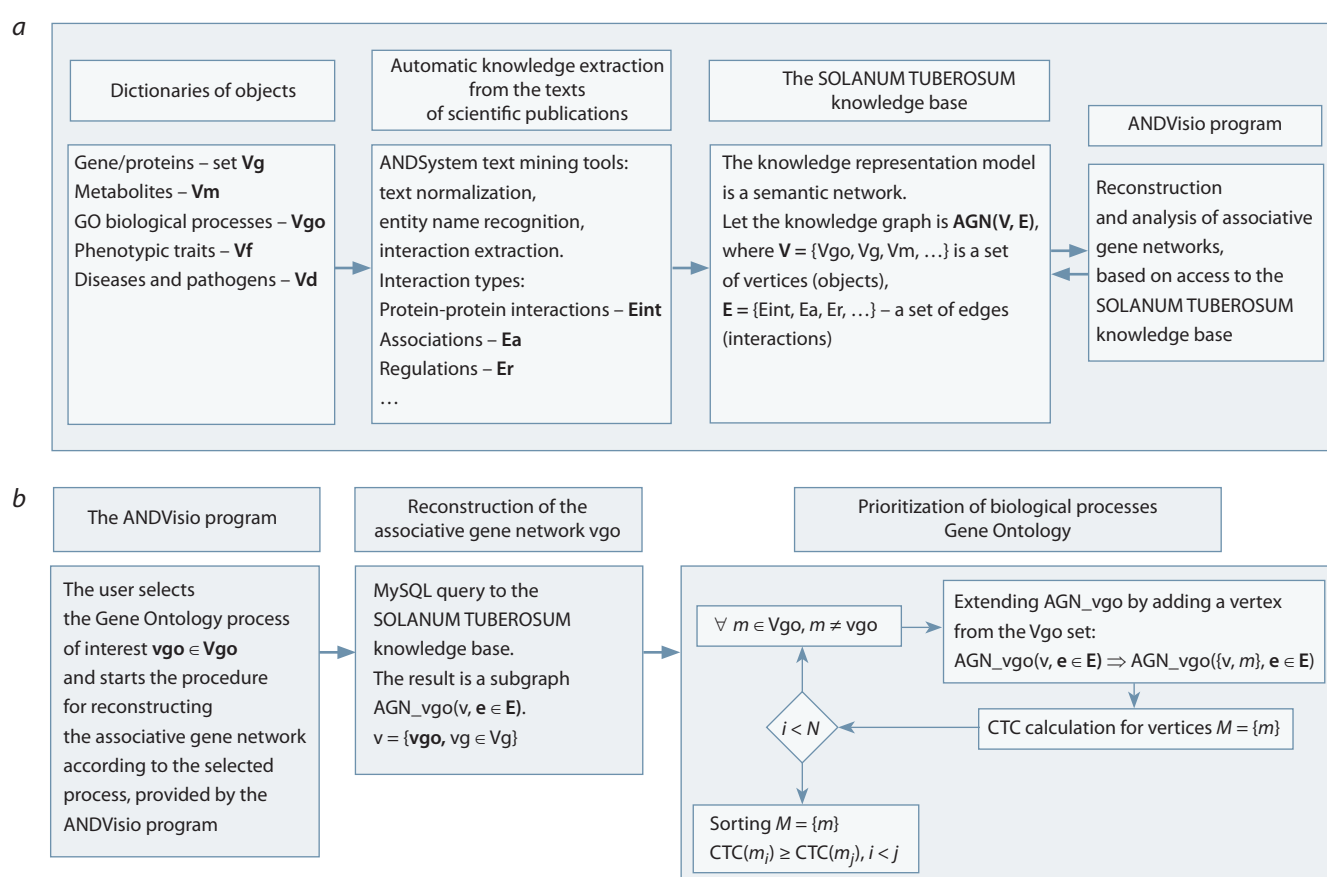 a
Dictionaries of objects
Gene/proteins – set Vg
Metabolites – Vm
GO biological processes – Vgo
Phenotypic traits – Vf
Diseases and pathogens – Vd
Automatic knowledge extraction
from the texts
of scientific publications
ANDSystem text mining tools:
text normalization,
entity name recognition,
interaction extraction.
Interaction types:
Protein-protein interactions – Eint
Associations – Ea
Regulations – Er
…
The SOLANUM TUBEROSUM
knowledge base
The knowledge representation model
is a semantic network.
Let the knowledge graph is AGN(V, E),
where V = {Vgo, Vg, Vm, …} is a set
of vertices (objects),
E = {Eint, Ea, Er, …} – a set of edges
(interactions)
ANDVisio program
Reconstruction
and analysis of associative
gene networks,
based on access to the
SOLANUM TUBEROSUM
knowledge base
b
The ANDVisio program
The user selects
the Gene Ontology process
of interest vgo ∈ Vgo
and starts the procedure
for reconstructing
the associative gene network
according to the selected
process, provided by the
ANDVisio program
Reconstruction of the
associative gene network vgo
MySQL query to the
SOLANUM TUBEROSUM
knowledge base.
The result is a subgraph
AGN_vgo(v, e ∈ E).
v = {vgo, vg ∈ Vg}
Prioritization of biological processes
Gene Ontology
∀ m ∈ Vgo, m ≠ vgo
Extending AGN_vgo by adding a vertex
from the Vgo set:
AGN_vgo(v, e ∈ E) ⇒ AGN_vgo({v, m}, e ∈ E)
CTC calculation for vertices M = {m}
i < N
Sorting M = {m}
CTC(mi) ≥ CTC(mj), i < j